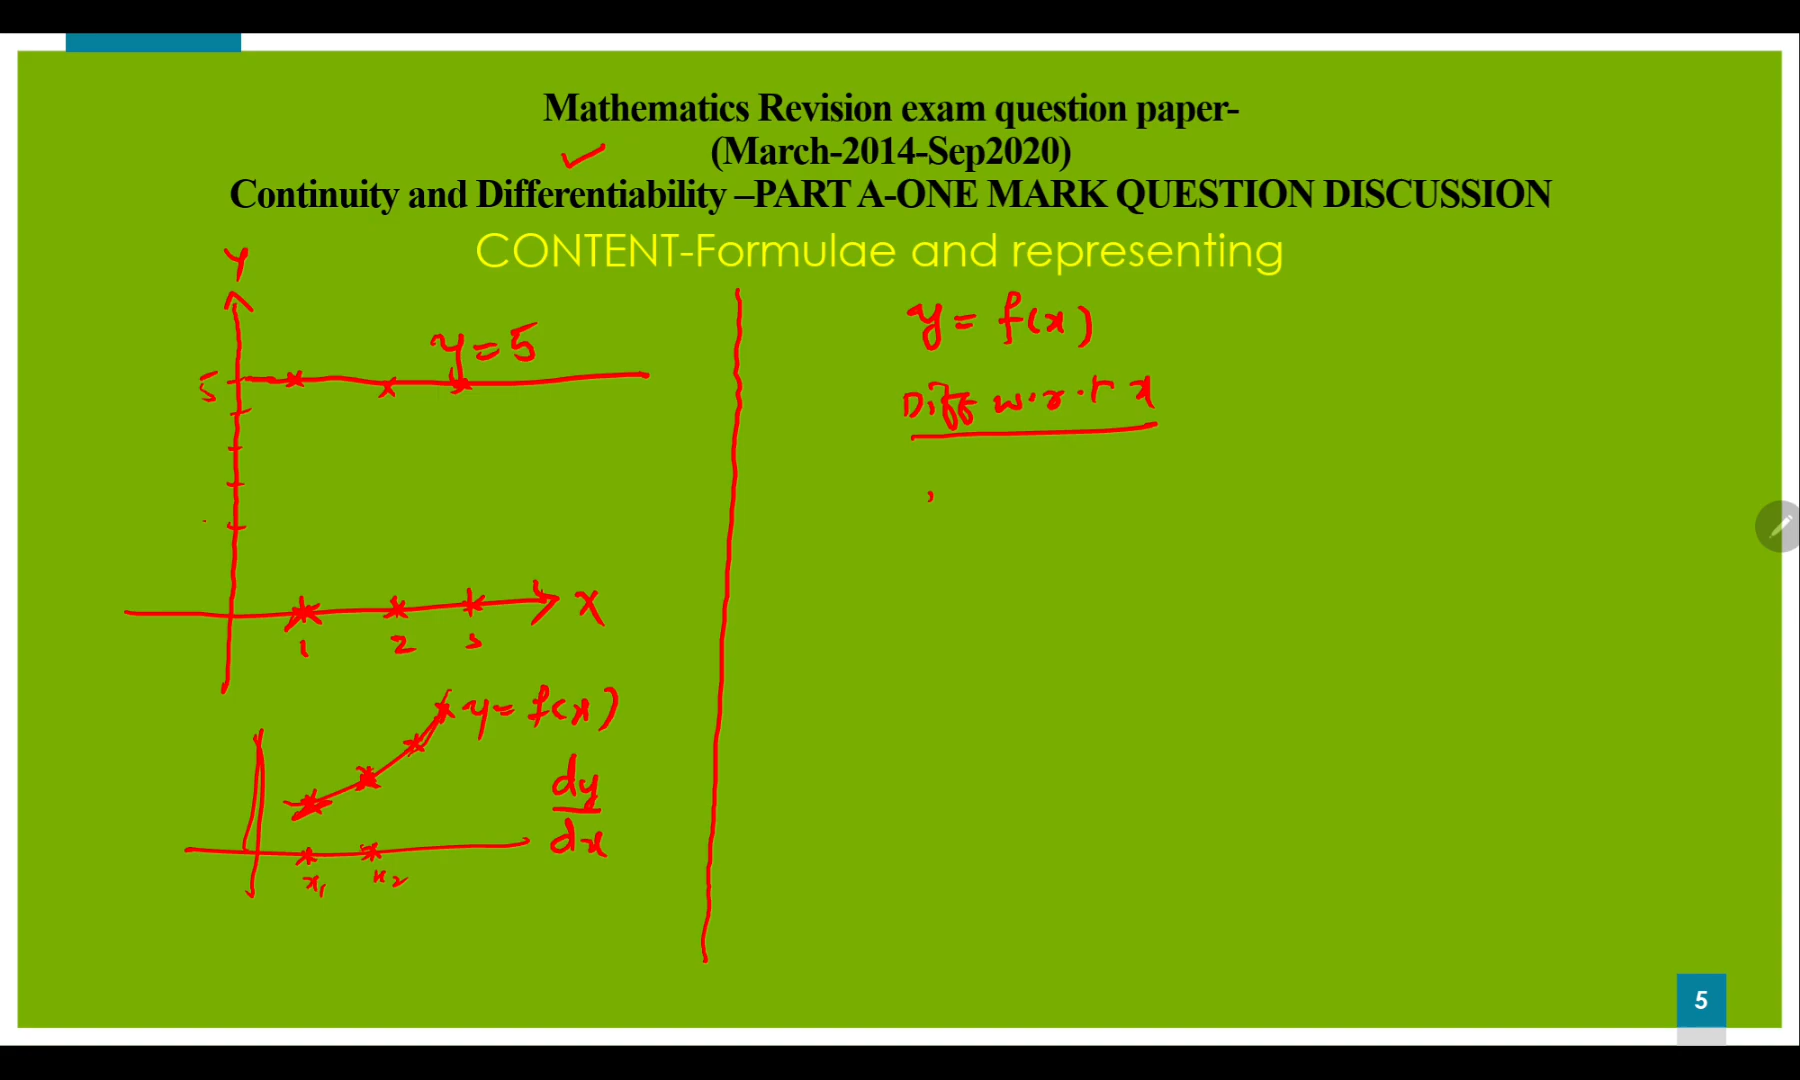 Mathematics Revision exam question paper-
(March-2014-Sep2020)
Continuity and Differentiability –PART A-ONE MARK QUESTION DISCUSSION
CONTENT-Formulae and representing
Y
y = 5
5
X
1 2 3
y = f(x)
dy
dx
x1 x2
y = f(x)
Diff w.r.t x
5